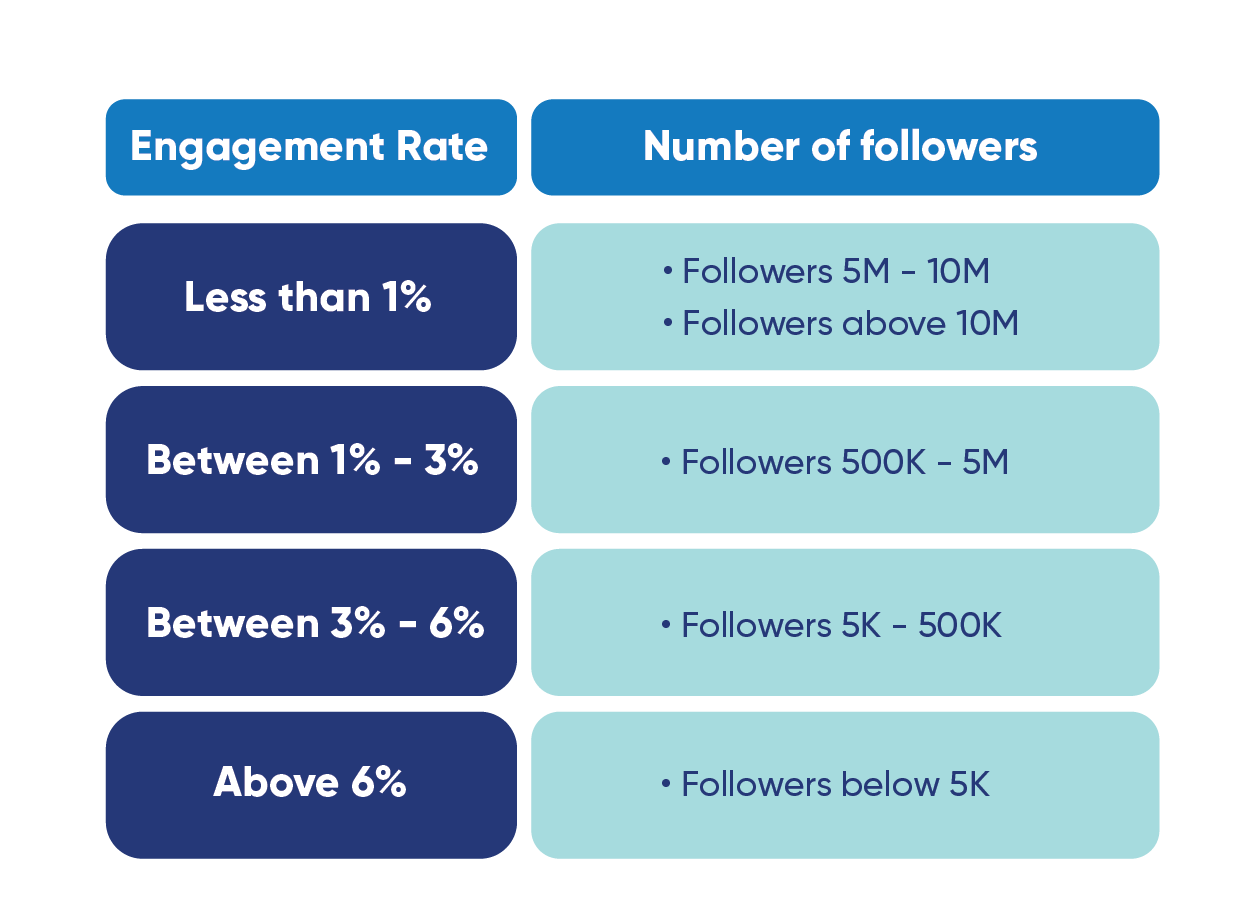 Engagement Rate
Number of followers
Less than 1%
• Followers 5M - 10M
• Followers above 10M
Between 1% - 3%
• Followers 500K - 5M
Between 3% - 6%
• Followers 5K - 500K
Above 6%
• Followers below 5K